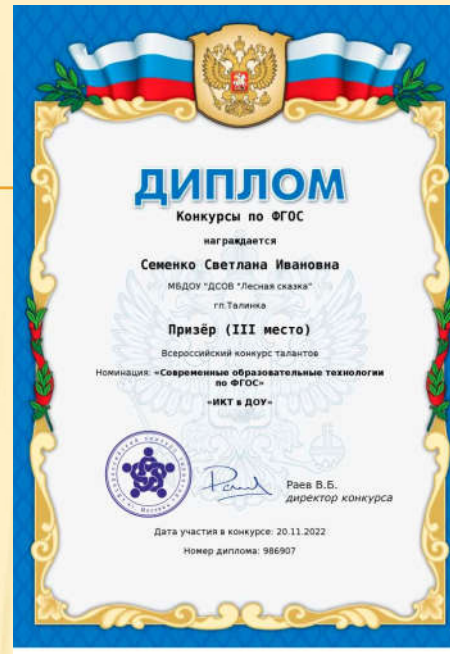 ДИПЛОМ
Конкурсы по ФГОС
награждается
Семенко Светлана Ивановна
МБДОУ "ДСОВ "Лесная сказка"
гп.Талинка
Призёр (III место)
Всероссийский конкурс талантов
Номинация: «Современные образовательные технологии
по ФГОС»
«ИКТ в ДОУ»
Раев В.Б.
директор конкурса
Дата участия в конкурсе: 20.11.2022
Номер диплома: 986907